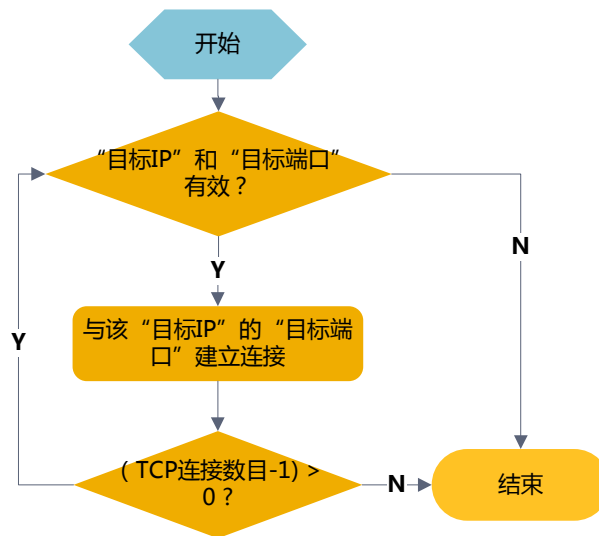 开始
“目标IP”和“目标端口”
有效？
N
Y
与该“目标IP”的“目标端
口”建立连接
Y
（TCP连接数目-1）>
0？
N
结束